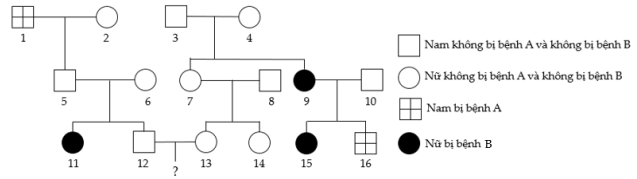 1 2 3 4
Nam không bị bệnh A và không bị bệnh B
5 6 7 8 9 10
Nữ không bị bệnh A và không bị bệnh B
Nam bị bệnh A
11 12 13 14 15 16
Nữ bị bệnh B
?